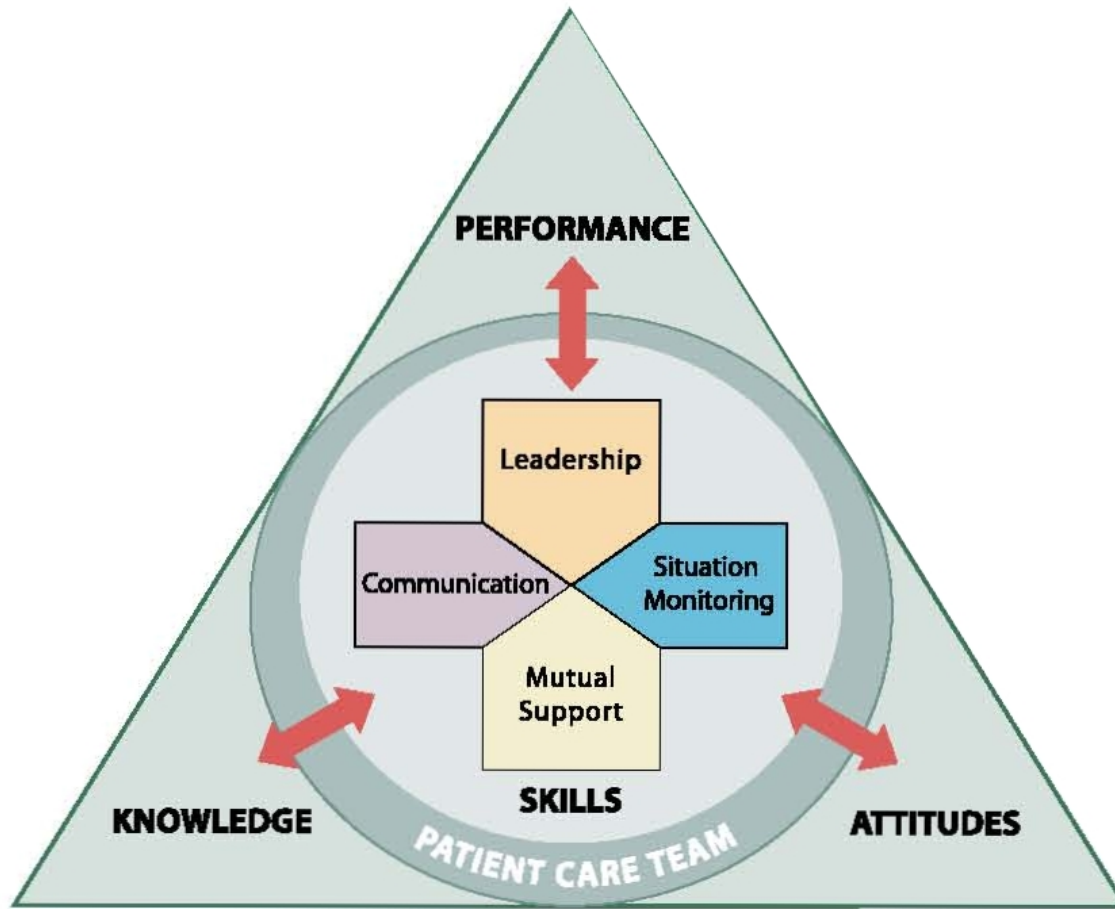 PERFORMANCE
Leadership
Communication
Situation
Monitoring
Mutual
Support
SKILLS
KNOWLEDGE
ATTITUDES
PATIENT CARE TEAM